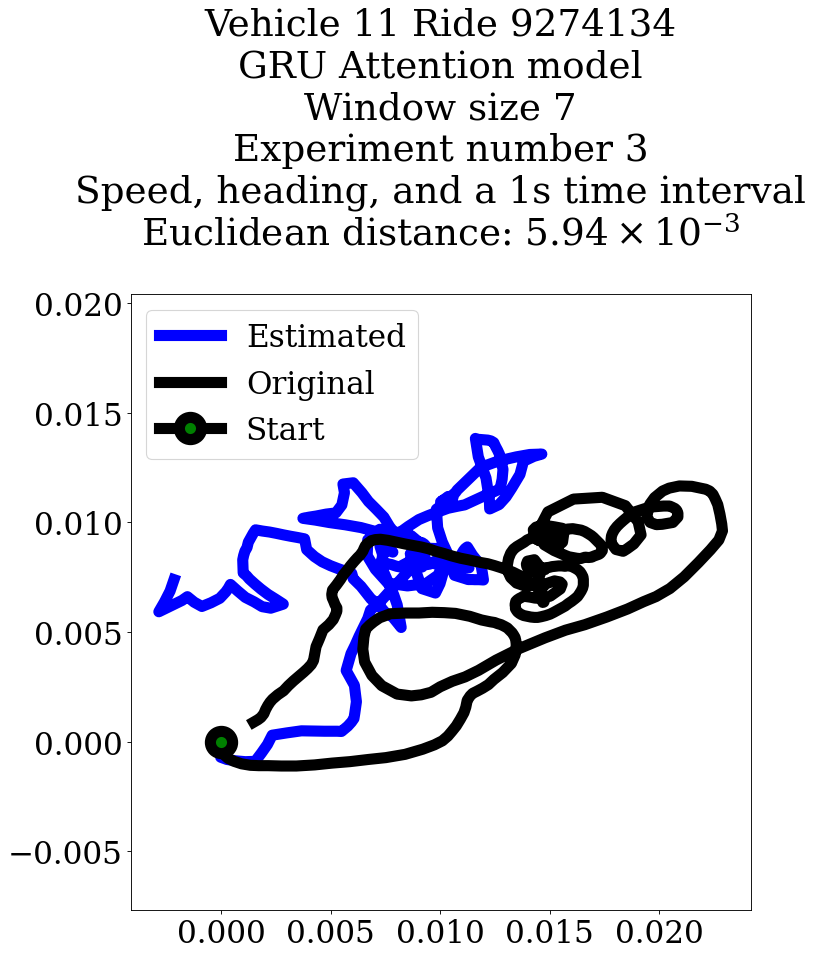 Vehicle 11 Ride 9274134
GRU Attention model
Window size 7
Experiment number 3
Speed, heading, and a 1s time interval
Euclidean distance: 5.94 × 10⁻³
0.020
Estimated
Original
Start
0.015
0.010
0.005
0.000
−0.005
0.000 0.005 0.010 0.015 0.020